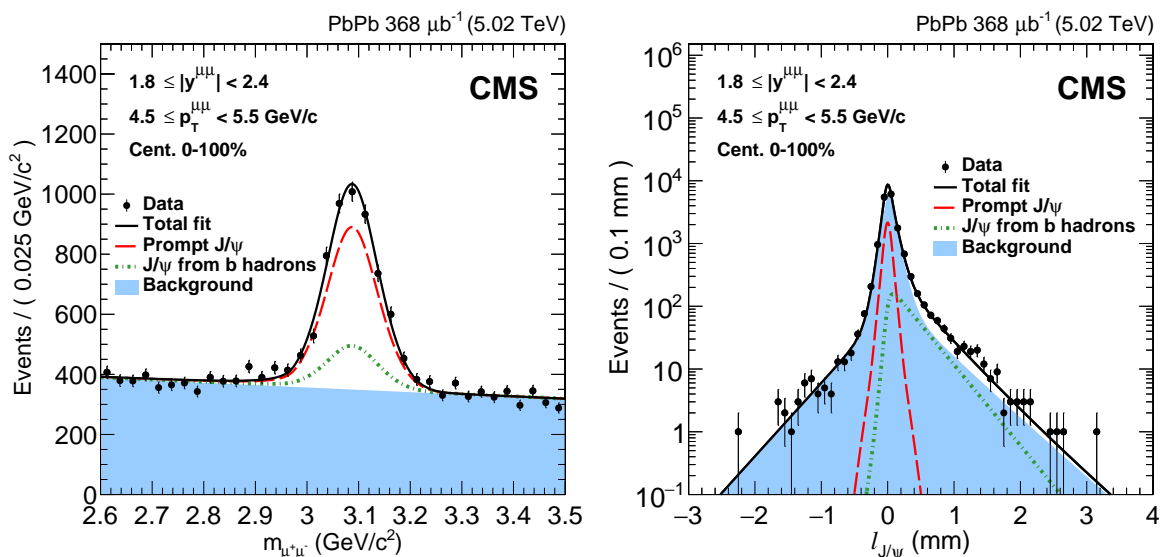 PbPb 368 μb⁻¹ (5.02 TeV)
1400
1200
1000
800
600
400
200
0
Events / ( 0.025 GeV/c² )
1.8 ≤ |y^μμ| < 2.4
4.5 ≤ p_T^μμ < 5.5 GeV/c
Cent. 0-100%
CMS
Data
Total fit
Prompt J/ψ
J/ψ from b hadrons
Background
2.6 2.7 2.8 2.9 3 3.1 3.2 3.3 3.4 3.5
m_μ⁺μ⁻ (GeV/c²)
PbPb 368 μb⁻¹ (5.02 TeV)
10⁶
10⁵
10⁴
10³
10²
10
1
10⁻¹
Events / ( 0.1 mm )
1.8 ≤ |y^μμ| < 2.4
4.5 ≤ p_T^μμ < 5.5 GeV/c
Cent. 0-100%
CMS
Data
Total fit
Prompt J/ψ
J/ψ from b hadrons
Background
−3 −2 −1 0 1 2 3 4
l_J/ψ (mm)